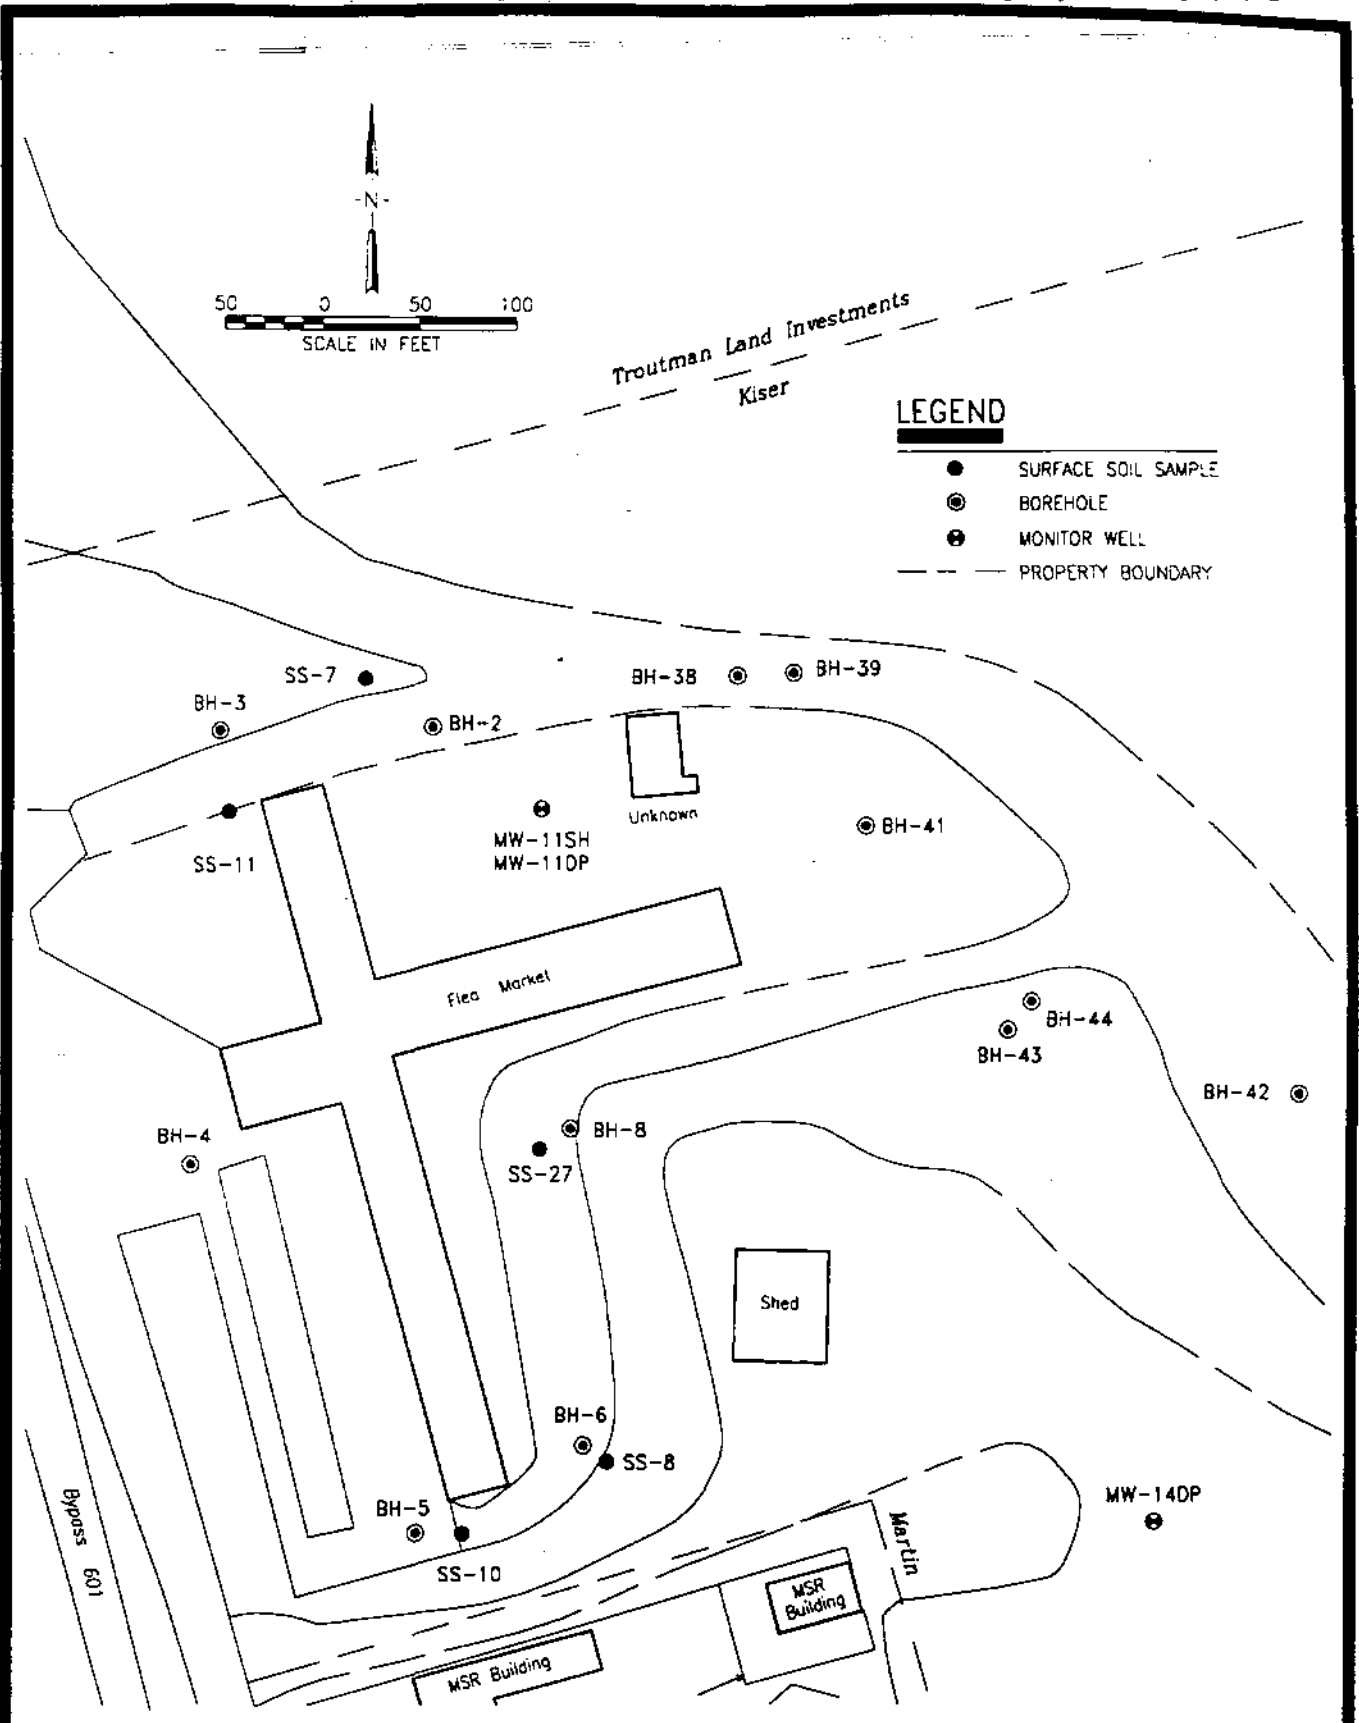 -N-
50 0 50 100
SCALE IN FEET
Troutman Land Investments
Kiser
LEGEND
SURFACE SOIL SAMPLE
BOREHOLE
MONITOR WELL
PROPERTY BOUNDARY
SS-7
BH-38
BH-39
BH-3
BH-2
Unknown
BH-41
SS-11
MW-11SH
MW-11DP
Flea Market
BH-44
BH-43
BH-42
BH-4
BH-8
SS-27
Shed
BH-6
SS-8
BH-5
SS-10
MW-14DP
Bypass 601
Martin
MSR
Building
MSR Building